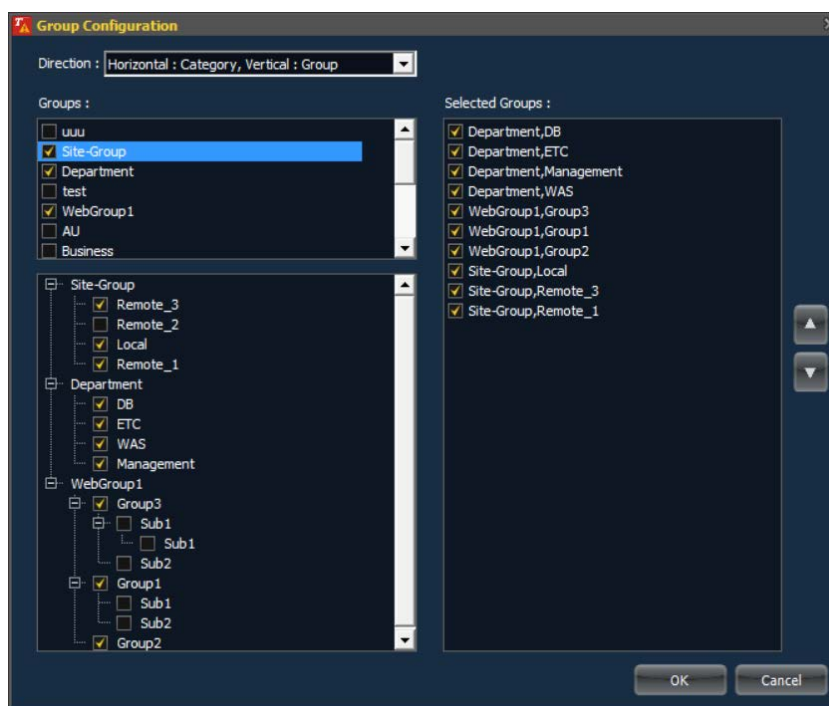 Group Configuration
Direction : Horizontal : Category, Vertical : Group
Groups :
uuu
Site-Group
Department
test
WebGroup1
AU
Business
Site-Group
Remote_3
Remote_2
Local
Remote_1
Department
DB
ETC
WAS
Management
WebGroup1
Group3
Sub1
Sub1
Sub2
Group1
Sub1
Sub2
Group2
Selected Groups :
Department,DB
Department,ETC
Department,Management
Department,WAS
WebGroup1,Group3
WebGroup1,Group1
WebGroup1,Group2
Site-Group,Local
Site-Group,Remote_3
Site-Group,Remote_1
OK
Cancel